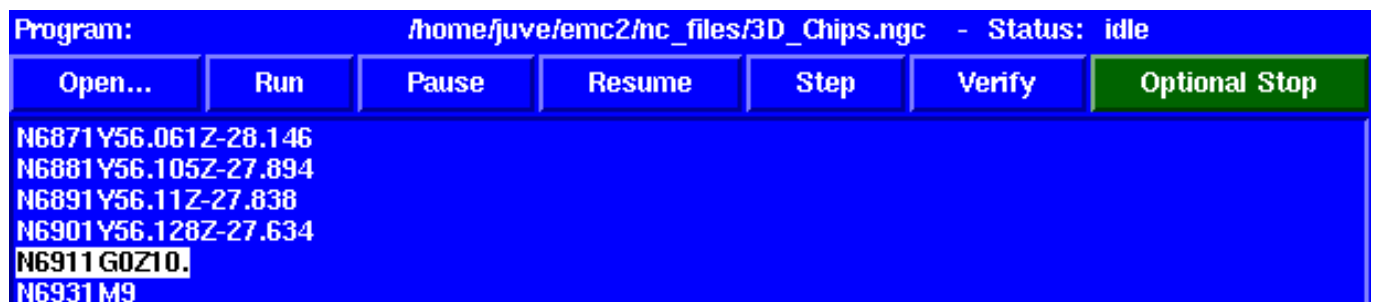 Program: /home/juve/emc2/nc_files/3D_Chips.ngc - Status: idle
Open... Run Pause Resume Step Verify Optional Stop
N6871Y56.061Z-28.146
N6881Y56.105Z-27.894
N6891Y56.11Z-27.838
N6901Y56.128Z-27.634
N6911G0Z10.
N6931M9